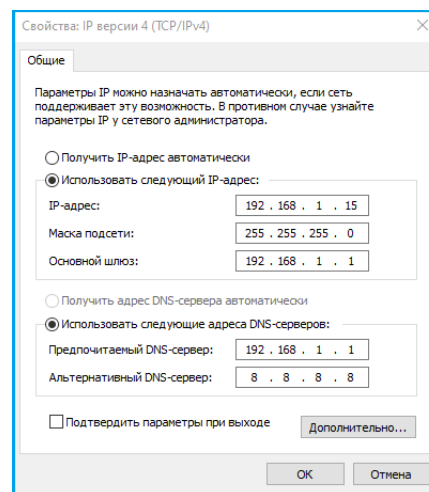 Свойства: IP версии 4 (TCP/IPv4)
Общие
Параметры IP можно назначать автоматически, если сеть
поддерживает эту возможность. В противном случае узнайте
параметры IP у сетевого администратора.
Получить IP-адрес автоматически
Использовать следующий IP-адрес:
IP-адрес: 192 . 168 . 1 . 15
Маска подсети: 255 . 255 . 255 . 0
Основной шлюз: 192 . 168 . 1 . 1
Получить адрес DNS-сервера автоматически
Использовать следующие адреса DNS-серверов:
Предпочитаемый DNS-сервер: 192 . 168 . 1 . 1
Альтернативный DNS-сервер: 8 . 8 . 8 . 8
Подтвердить параметры при выходе
Дополнительно...
OK Отмена